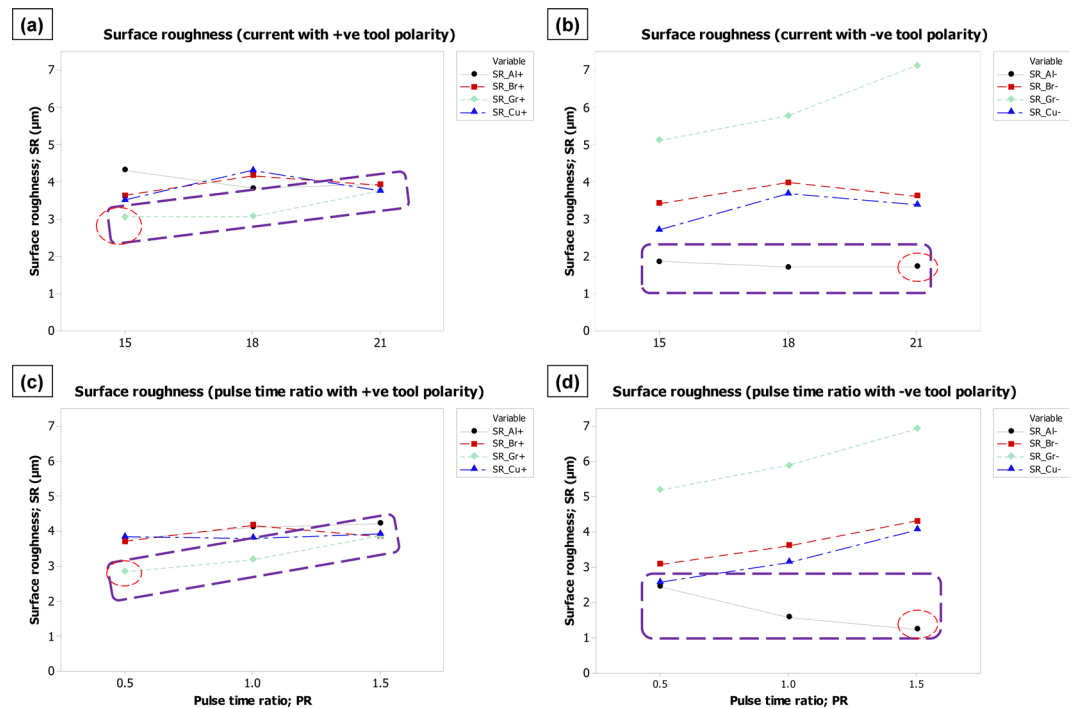 (a)
Surface roughness (current with +ve tool polarity)
Surface roughness; SR (µm)
7
6
5
4
3
2
1
0
15 18 21
Variable
SR_Al+
SR_Br+
SR_Gr+
SR_Cu+
(b)
Surface roughness (current with -ve tool polarity)
Surface roughness; SR (µm)
7
6
5
4
3
2
1
0
15 18 21
Variable
SR_Al-
SR_Br-
SR_Gr-
SR_Cu-
(c)
Surface roughness (pulse time ratio with +ve tool polarity)
Surface roughness; SR (µm)
7
6
5
4
3
2
1
0
0.5 1.0 1.5
Pulse time ratio; PR
Variable
SR_Al+
SR_Br+
SR_Gr+
SR_Cu+
(d)
Surface roughness (pulse time ratio with -ve tool polarity)
Surface roughness; SR (µm)
7
6
5
4
3
2
1
0
0.5 1.0 1.5
Pulse time ratio; PR
Variable
SR_Al-
SR_Br-
SR_Gr-
SR_Cu-